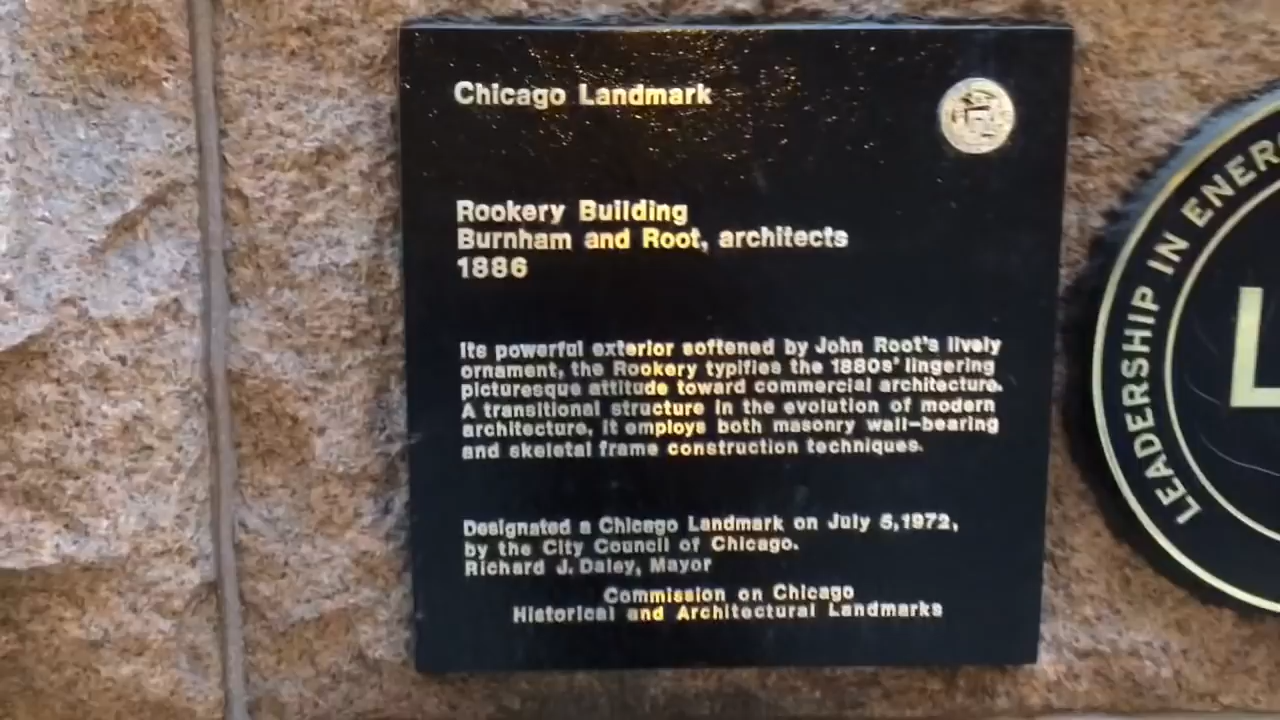 Chicago Landmark
Rookery Building
Burnham and Root, architects
1886
Its powerful exterior softened by John Root's lively
ornament, the Rookery typifies the 1880s' lingering
picturesque attitude toward commercial architecture.
A transitional structure in the evolution of modern
architecture, it employs both masonry wall-bearing
and skeletal frame construction techniques.
Designated a Chicago Landmark on July 5, 1972,
by the City Council of Chicago.
Richard J. Daley, Mayor
Commission on Chicago
Historical and Architectural Landmarks
LEADERSHIP IN ENER
L